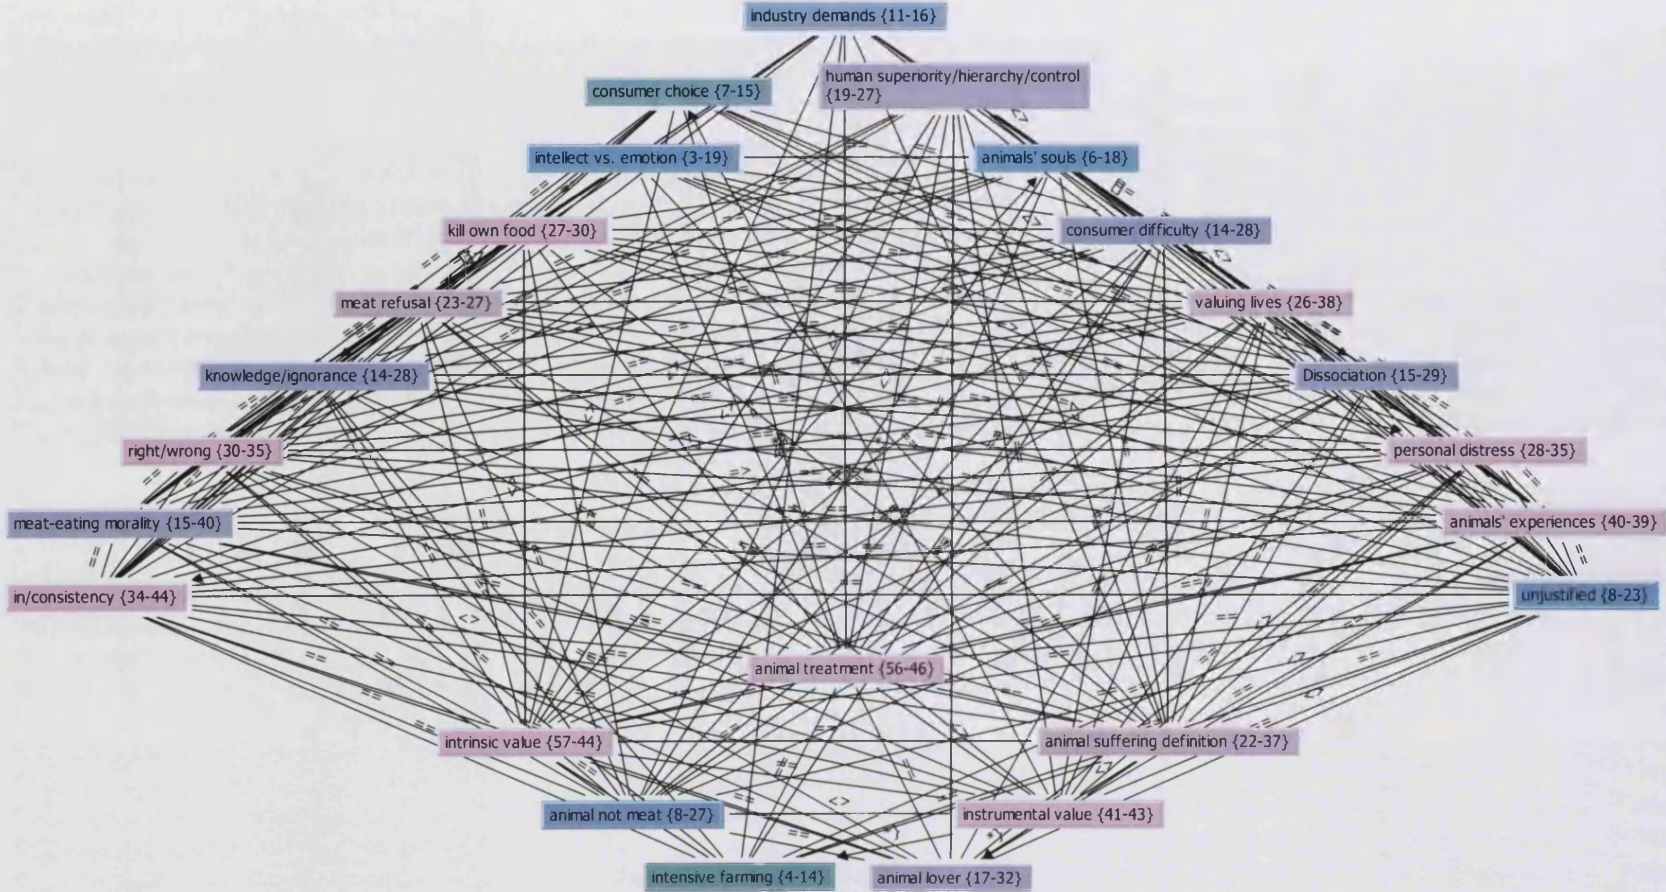 industry demands {11-16}
consumer choice {7-15}
human superiority/hierarchy/control
{19-27}
intellect vs. emotion {3-19}
animals' souls {6-18}
kill own food {27-30}
consumer difficulty {14-28}
meat refusal {23-27}
valuing lives {26-38}
knowledge/ignorance {14-28}
Dissociation {15-29}
right/wrong {30-35}
personal distress {28-35}
meat-eating morality {15-40}
animals' experiences {40-39}
in/consistency {34-44}
unjustified {8-23}
animal treatment {56-46}
intrinsic value {57-44}
animal suffering definition {22-37}
animal not meat {8-27}
instrumental value {41-43}
intensive farming {4-14}
animal lover {17-32}